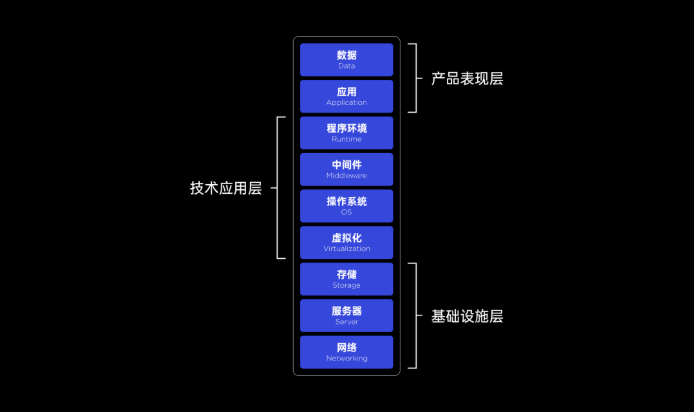 数据
Data
产品表现层
应用
Application
程序环境
Runtime
中间件
Middleware
技术应用层
操作系统
OS
虚拟化
Virtualization
存储
Storage
服务器
Server
基础设施层
网络
Networking